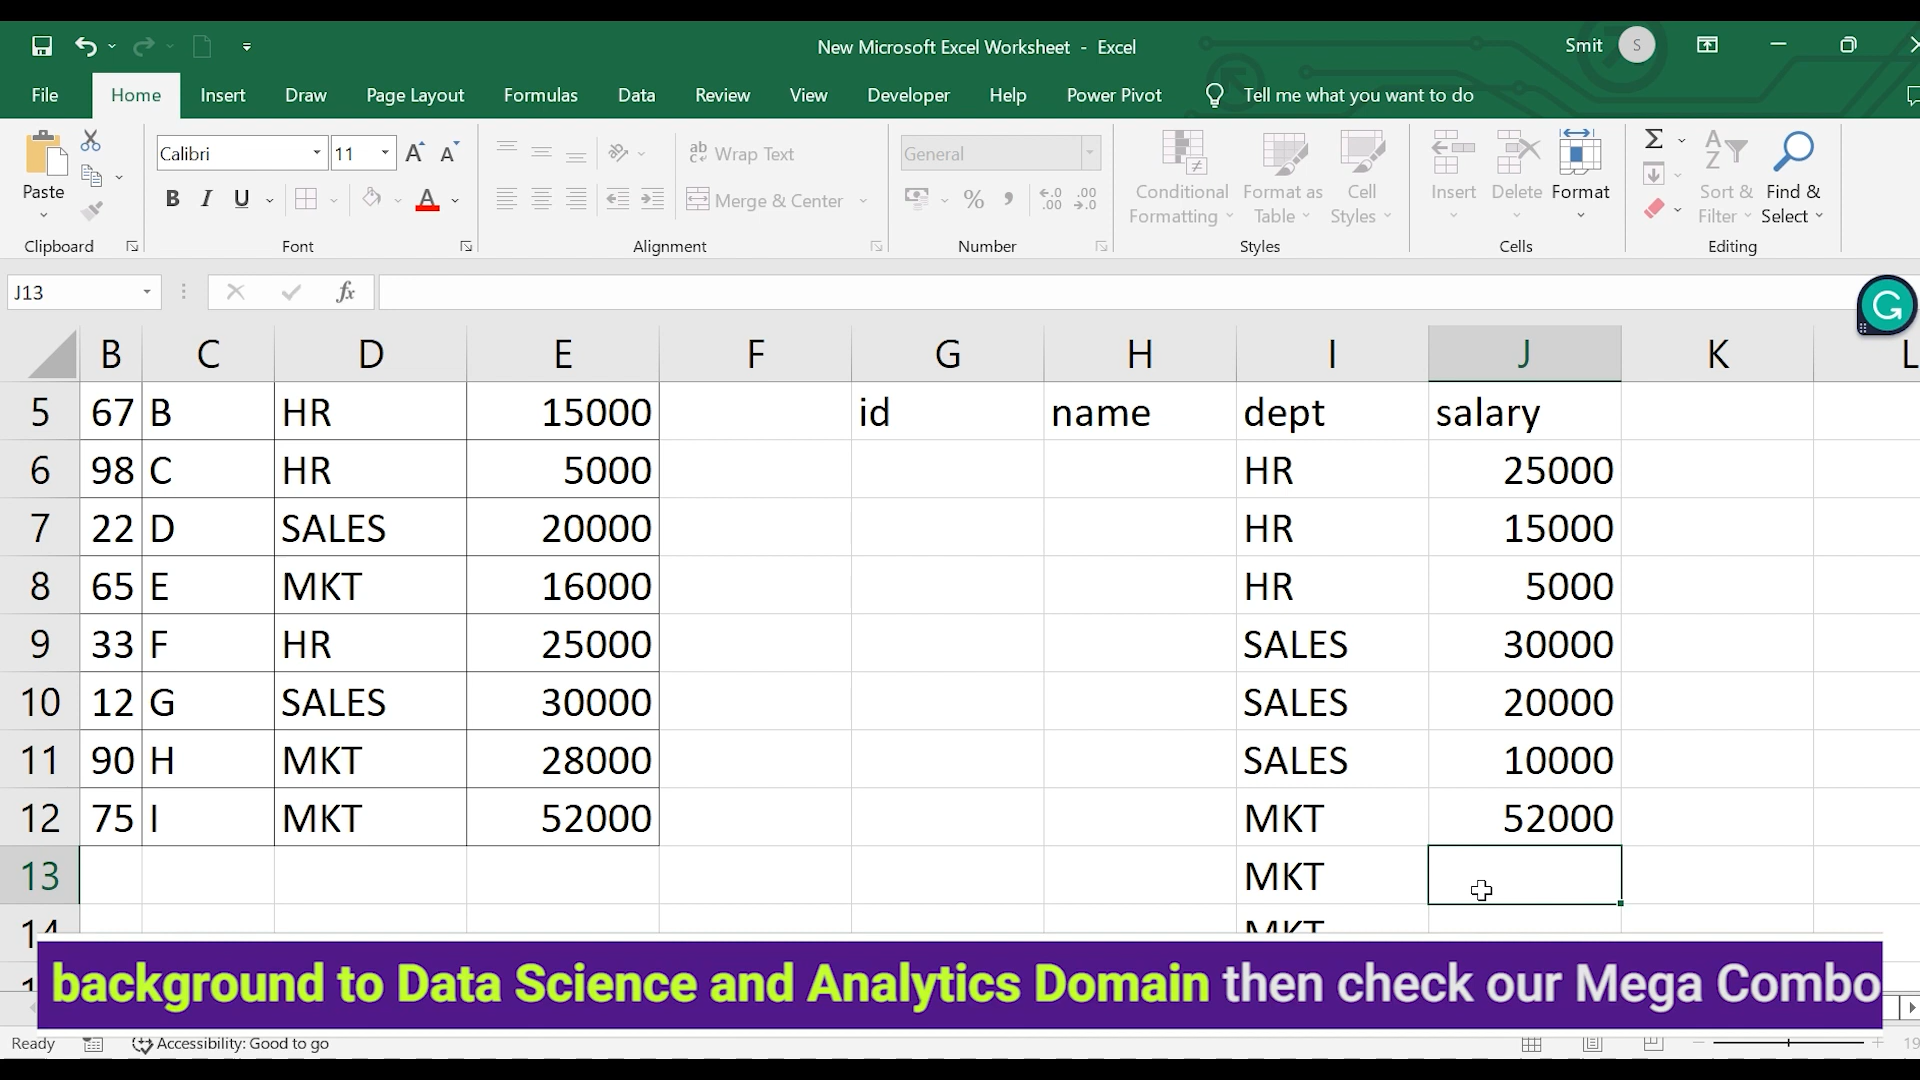 New Microsoft Excel Worksheet - Excel
Smit S
File Home Insert Draw Page Layout Formulas Data Review View Developer Help Power Pivot Tell me what you want to do
Calibri 11 Wrap Text General
Paste B I U Merge & Center % Conditional Formatting Format as Table Cell Styles Insert Delete Format Sort & Filter Find & Select
Clipboard Font Alignment Number Styles Cells Editing
J13 fx
B C D E F G H I J K L
5 67 B HR 15000 id name dept salary
6 98 C HR 5000 HR 25000
7 22 D SALES 20000 HR 15000
8 65 E MKT 16000 HR 5000
9 33 F HR 25000 SALES 30000
10 12 G SALES 30000 SALES 20000
11 90 H MKT 28000 SALES 10000
12 75 I MKT 52000 MKT 52000
13 MKT
14 MKT
background to Data Science and Analytics Domain then check our Mega Combo
Ready Accessibility: Good to go